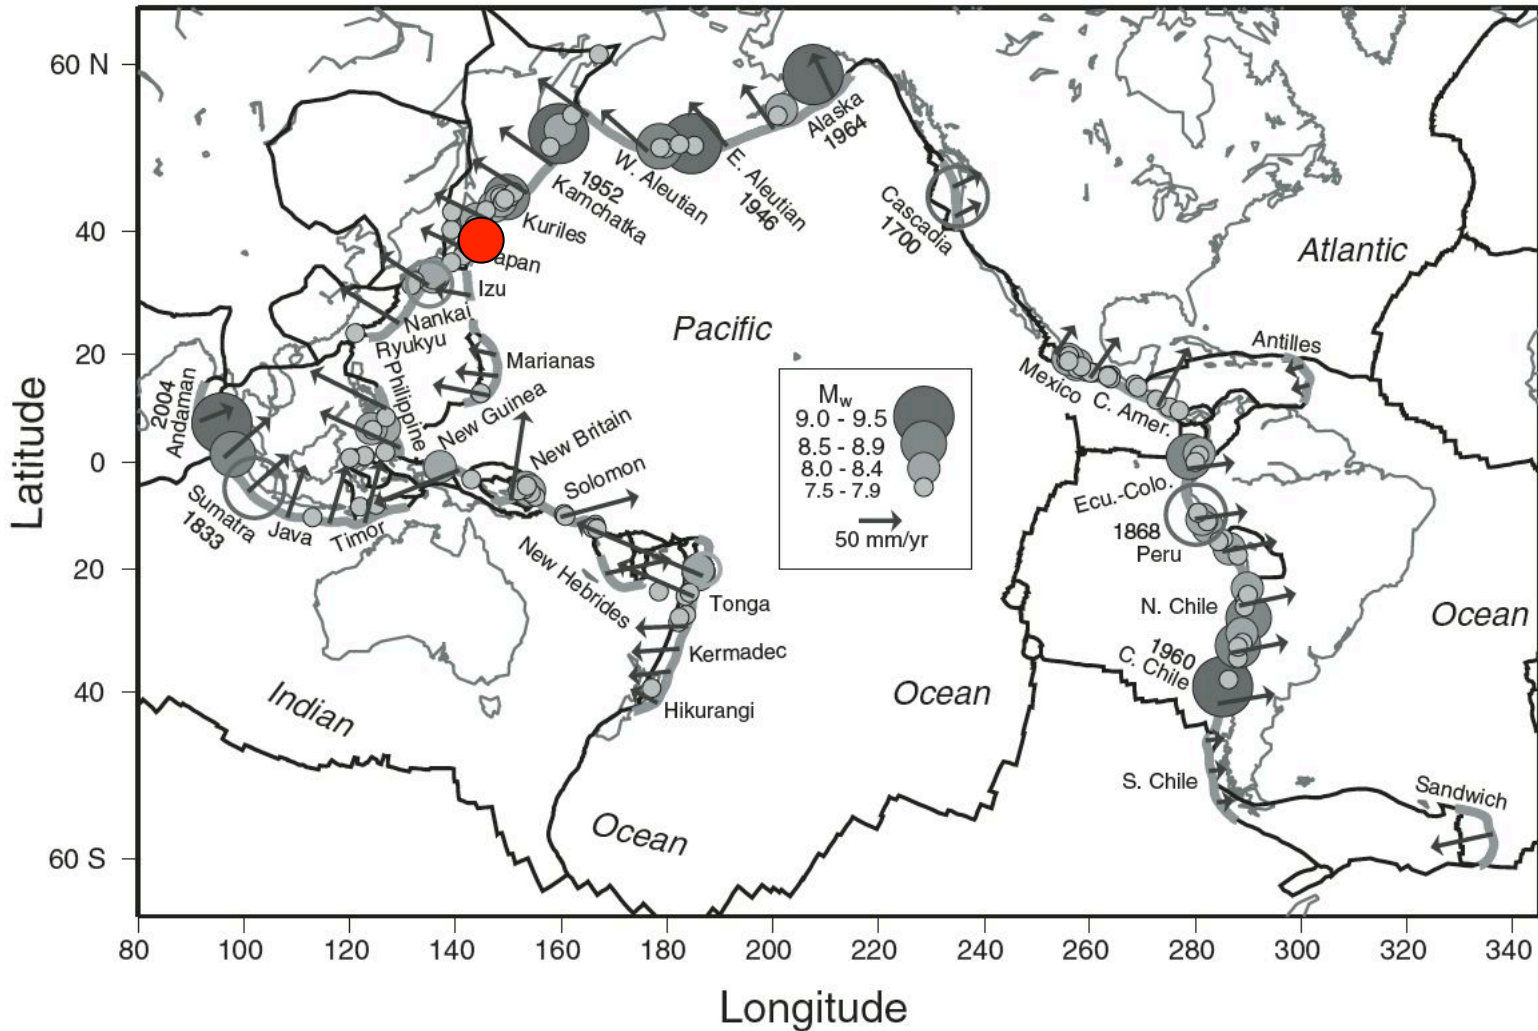 Latitude
60 N
40
20
0
20
40
60 S
80
100
120
140
160
180
200
220
240
260
280
300
320
340
Longitude
Alaska
1964
W. Aleutian
E. Aleutian
1946
1952
Kamchatka
Kuriles
apan
Izu
Nankai
Ryukyu
Marianas
Philippine
New Guinea
New Britain
Solomon
2004
Andaman
Sumatra
1833
Java
Timor
New Hebrides
Tonga
Kermadec
Hikurangi
Cascadia
1700
Mexico
C. Amer.
Antilles
Ecu.-Colo.
1868
Peru
N. Chile
1960
C. Chile
S. Chile
Sandwich
Pacific
Ocean
Atlantic
Ocean
Indian
Ocean
Mw
9.0 - 9.5
8.5 - 8.9
8.0 - 8.4
7.5 - 7.9
50 mm/yr